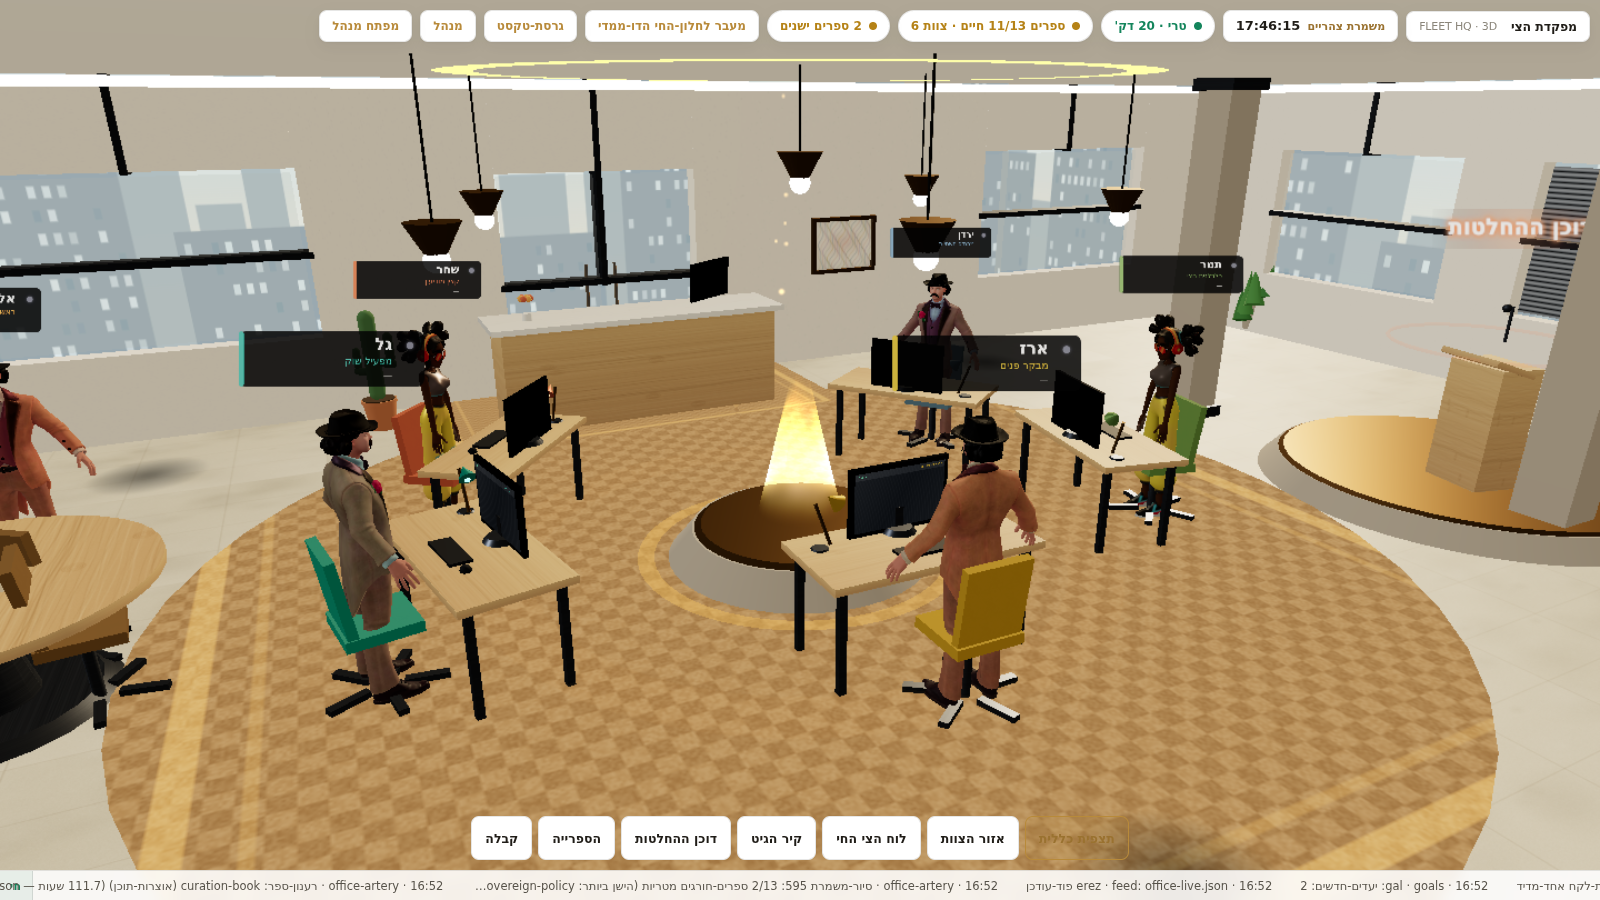 מפקדת הצי FLEET HQ · 3D
משמרת צהריים 17:46:15
טרי · 20 דק'
ספרים 11/13 חיים · צוות 6
2 ספרים ישנים
מעבר לחלון-החי הדו-ממדי
גרסת-טקסט
מנהל
מפתח מנהל
דוכן ההחלטות
ירדן
תמר
שחר
אל
ראש
גל
מפעיל שוק
ארז
מבקר פנים
תצפית כללית
אזור הצוות
לוח הצי החי
קיר הגיט
דוכן ההחלטות
הספרייה
קבלה
ת-לקח אחד-מדיד
16:52 · gal · goals: יעדים-חדשים: 2
16:52 · erez · feed: office-live.json פוד-עודכן
16:52 · office-artery · סיור-משמרת 595: 2/13 ספרים-חורגים מטריות (הישן ביותר: overeign-policy...
16:52 · office-artery · רענון-ספר: curation-book (אוצרות-תוכן) (111.7 שעות —